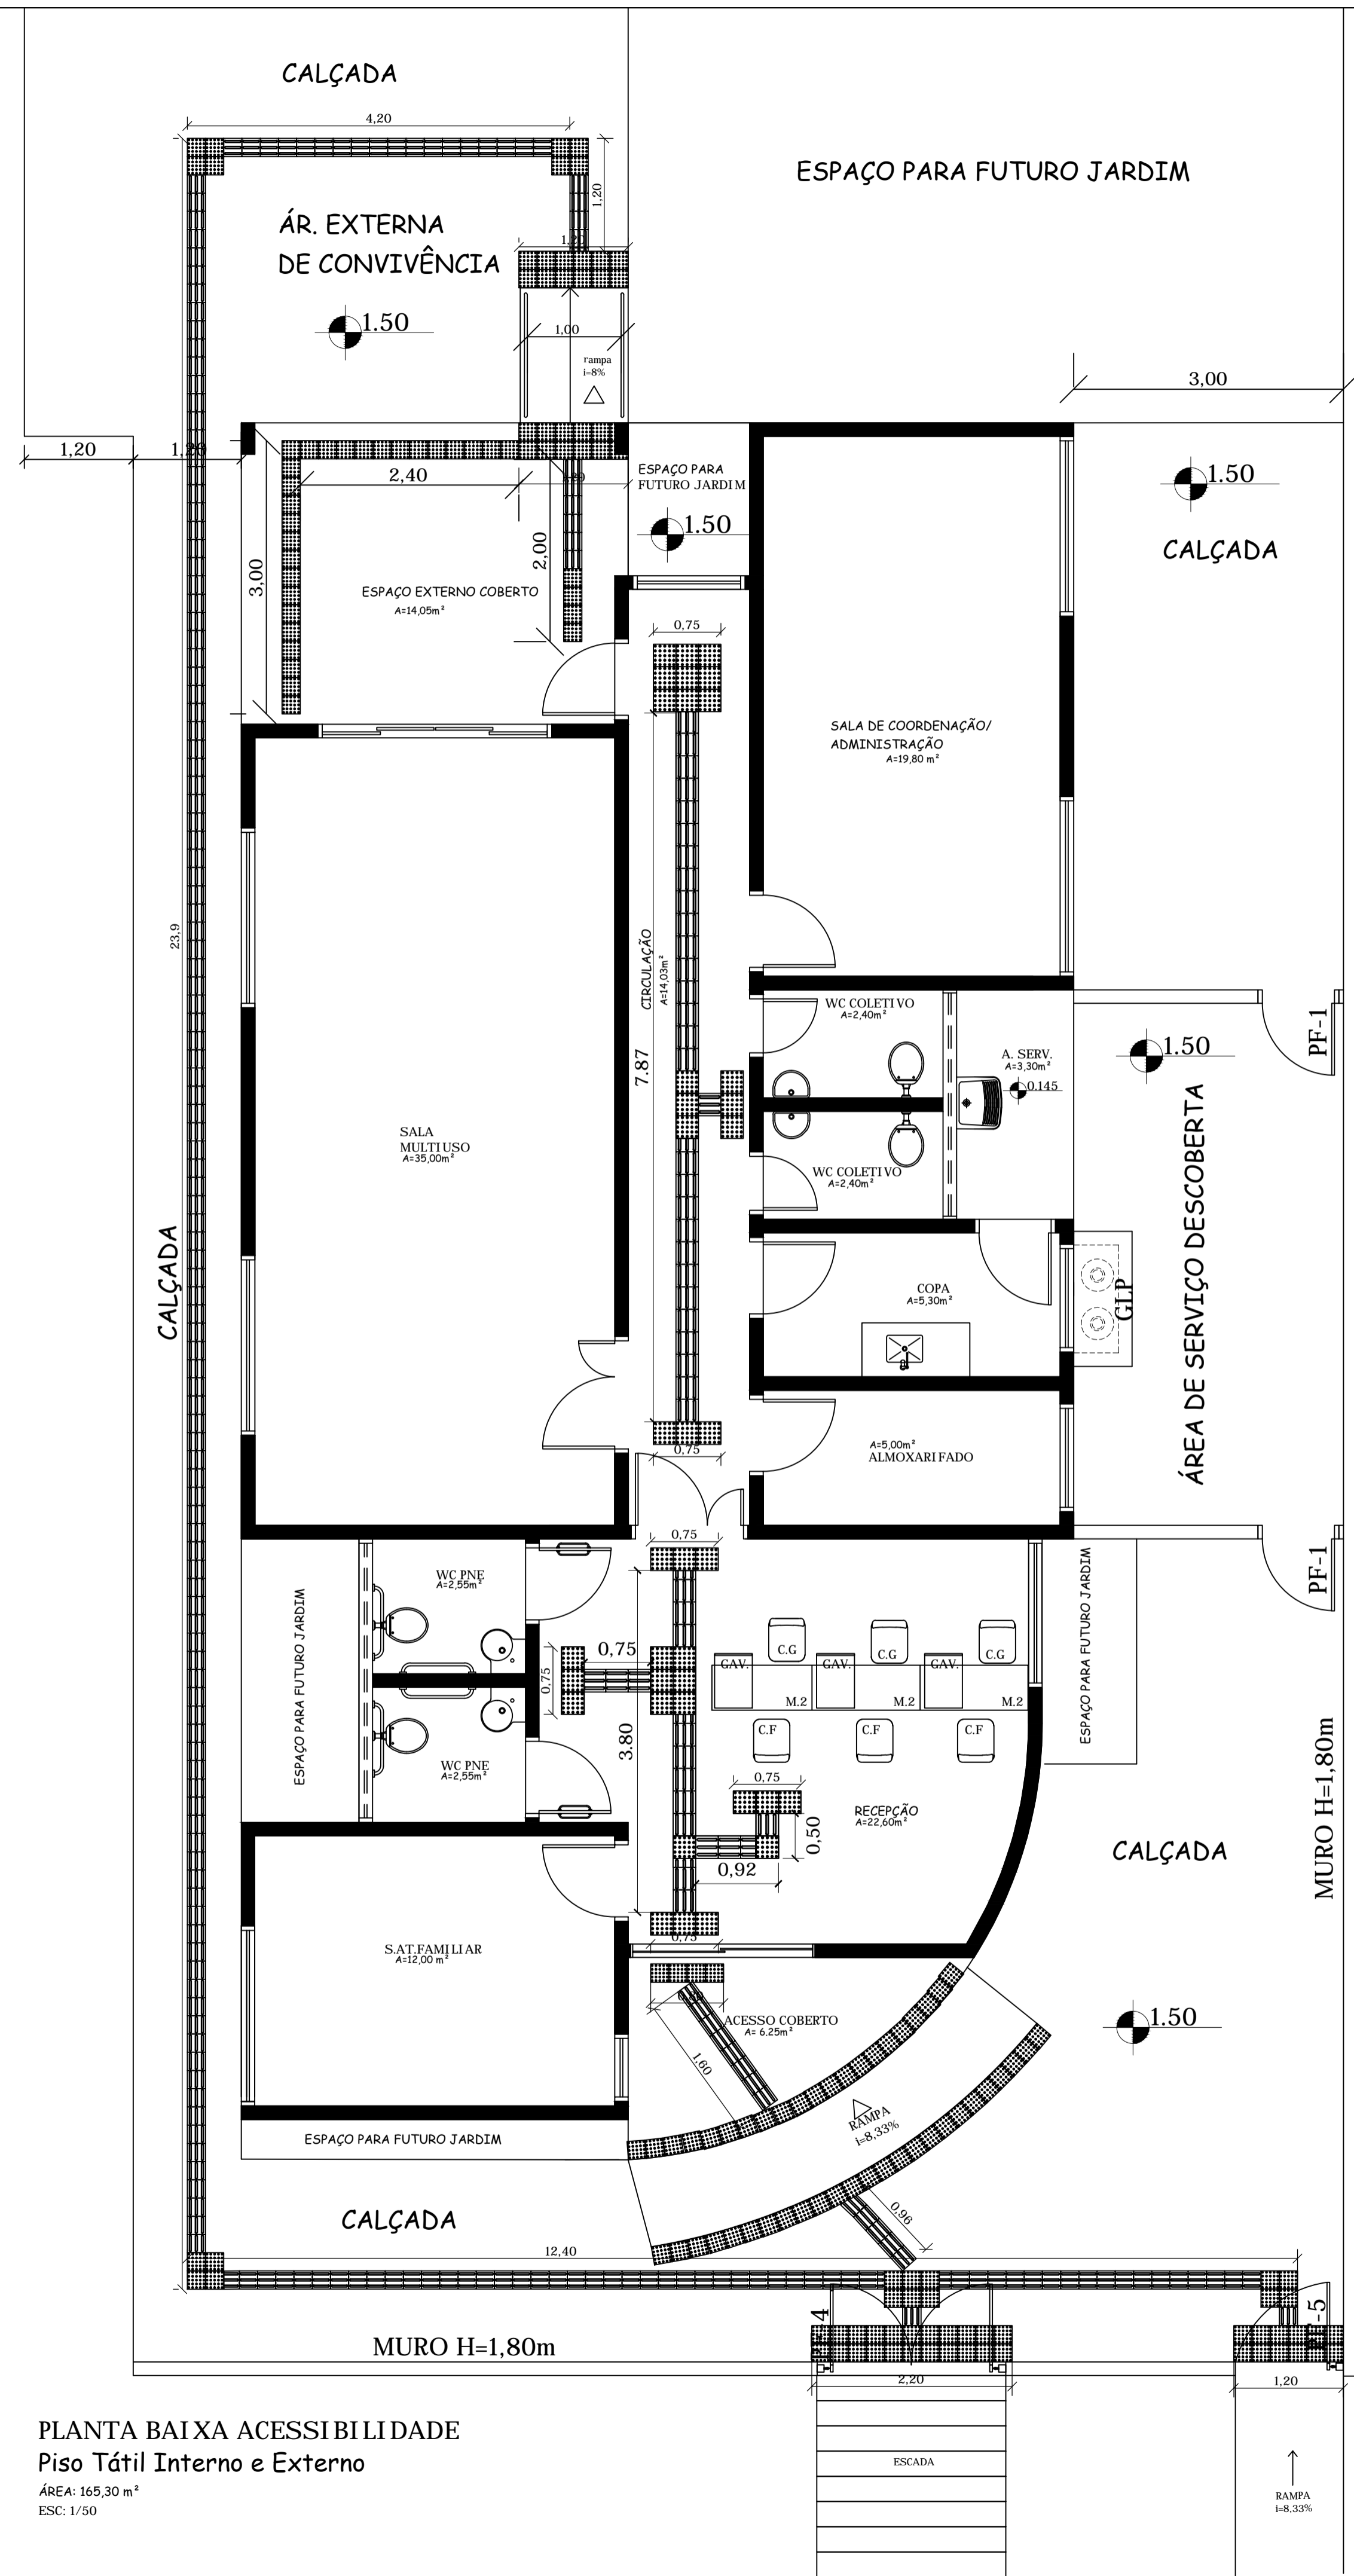 CALÇADA
4,20
ESPAÇO PARA FUTURO JARDIM
1,20
ÁR. EXTERNA
DE CONVIVÊNCIA
1,20
1.50
1,00
rampa
i=8%
3,00
1,20
1,20
2,40
ESPAÇO PARA
FUTURO JARDIM
1.50
1.50
CALÇADA
3,00
2,00
ESPAÇO EXTERNO COBERTO
A=14,05m²
0,75
SALA DE COORDENAÇÃO/
ADMINISTRAÇÃO
A=19,80 m²
23,9
CIRCULAÇÃO
A=14,03m²
7.87
WC COLETIVO
A=2,40m²
A. SERV.
A=3,30m²
0.145
1.50
PF-1
SALA
MULTIUSO
A=35,00m²
WC COLETIVO
A=2,40m²
ÁREA DE SERVIÇO DESCOBERTA
CALÇADA
COPA
A=5,30m²
GLP
A=5,00m²
ALMOXARIFADO
0,75
0,75
WC PNE
A=2,55m²
ESPAÇO PARA FUTURO JARDIM
PF-1
ESPAÇO PARA FUTURO JARDIM
0,75
0,75
C.G
C.G
C.G
GAV.
GAV.
GAV.
M.2
M.2
M.2
C.F
C.F
C.F
3.80
WC PNE
A=2,55m²
0,75
RECEPÇÃO
A=22,60m²
0,50
0,92
CALÇADA
MURO H=1,80m
S.AT.FAMILIAR
A=12,00 m²
0,75
ACESSO COBERTO
A= 6.25m²
1.50
1,60
RAMPA
i=8,33%
ESPAÇO PARA FUTURO JARDIM
CALÇADA
0,96
12,40
PF-5
MURO H=1,80m
2,20
1,20
PLANTA BAIXA ACESSIBILIDADE
Piso Tátil Interno e Externo
ÁREA: 165,30 m²
ESC: 1/50
ESCADA
RAMPA
i=8,33%